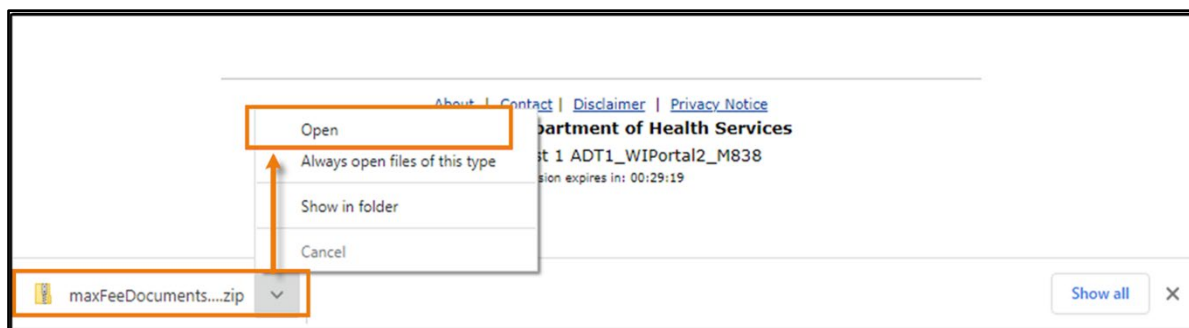 About | Contact | Disclaimer | Privacy Notice
partment of Health Services
st 1 ADT1_WIPortal2_M838
sion expires in: 00:29:19
Open
Always open files of this type
Show in folder
Cancel
maxFeeDocuments....zip
Show all